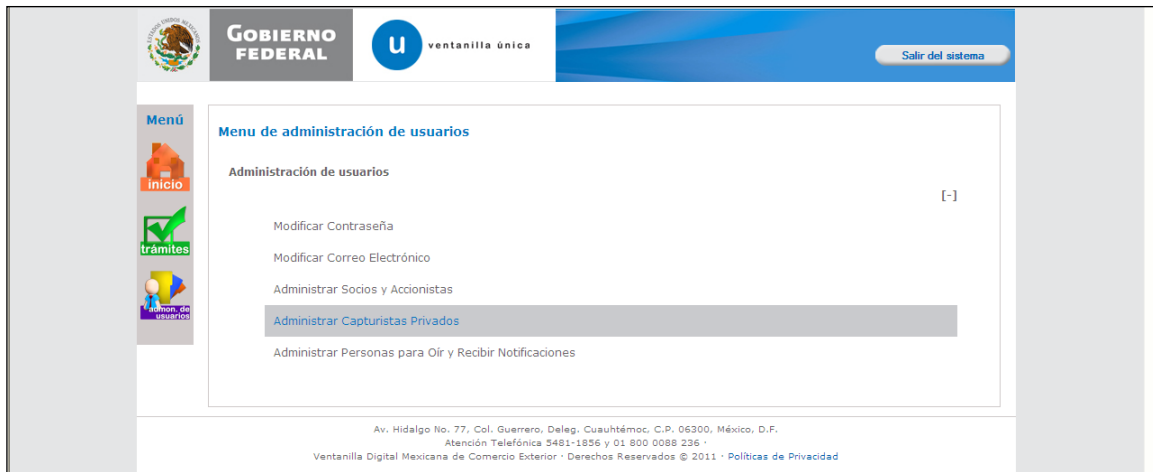 GOBIERNO
FEDERAL
u
ventanilla única
Salir del sistema
Menú
inicio
trámites
admon. de
usuarios
Menu de administración de usuarios
Administración de usuarios
[-]
Modificar Contraseña
Modificar Correo Electrónico
Administrar Socios y Accionistas
Administrar Capturistas Privados
Administrar Personas para Oír y Recibir Notificaciones
Av. Hidalgo No. 77, Col. Guerrero, Deleg. Cuauhtémoc, C.P. 06300, México, D.F.
Atención Telefónica 5481-1856 y 01 800 0088 236 ·
Ventanilla Digital Mexicana de Comercio Exterior · Derechos Reservados © 2011 · Políticas de Privacidad